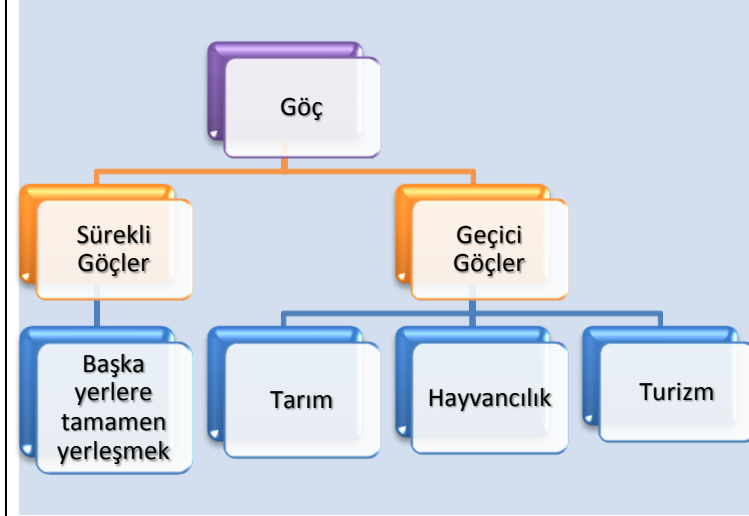 Göç
Sürekli
Göçler
Geçici
Göçler
Başka
yerlere
tamamen
yerleşmek
Tarım
Hayvancılık
Turizm